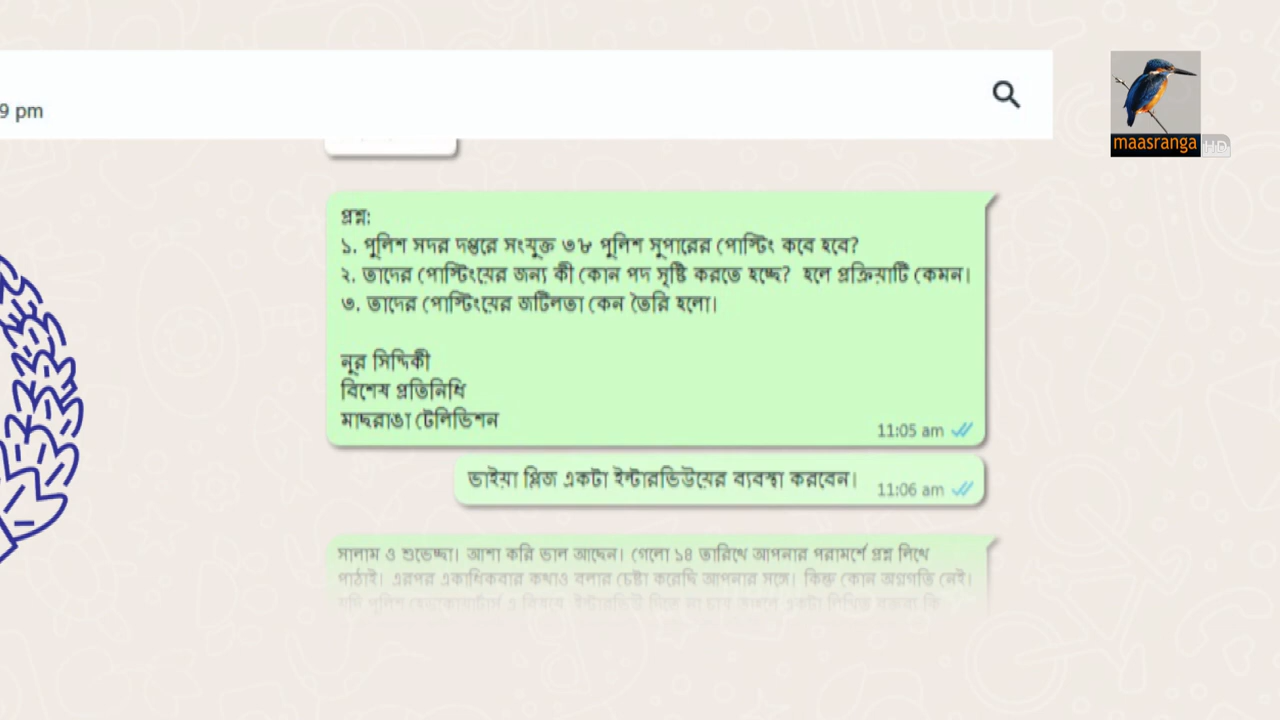 9 pm
maasranga
HD
প্রশ্ন:
১. পুলিশ সদর দপ্তরে সংযুক্ত ৩৮ পুলিশ সুপারের পোস্টিং কবে হবে?
২. তাদের পোস্টিংয়ের জন্য কী কোন পদ সৃষ্টি করতে হচ্ছে? হলে প্রক্রিয়াটি কেমন।
৩. তাদের পোস্টিংয়ের জটিলতা কেন তৈরি হলো।
নূর সিদ্দিকী
বিশেষ প্রতিনিধি
মাছরাঙা টেলিভিশন
11:05 am
ভাইয়া প্লিজ একটা ইন্টারভিউয়ের ব্যবস্থা করবেন।
11:06 am
সালাম ও শুভেচ্ছা। আশা করি ভাল আছেন। গেলো ১৪ তারিখে আপনার পরামর্শে প্রশ্ন লিখে
পাঠাই। এরপর একাধিকবার কথাও বলার চেষ্টা করেছি আপনার সঙ্গে। কিন্তু কোন অগ্রগতি নেই।